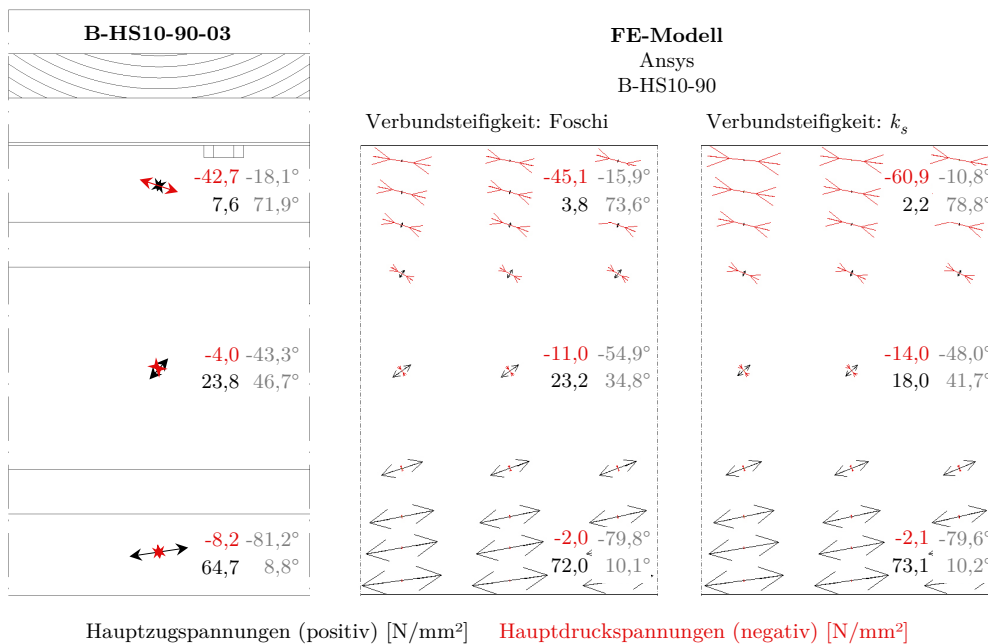 B-HS10-90-03
FE-Modell
Ansys
B-HS10-90
Verbundsteifigkeit: Foschi
Verbundsteifigkeit: kₛ
-42,7 -18,1°
7,6 71,9°
-4,0 -43,3°
23,8 46,7°
-8,2 -81,2°
64,7 8,8°
-45,1 -15,9°
3,8 73,6°
-11,0 -54,9°
23,2 34,8°
-2,0 -79,8°
72,0 10,1°
-60,9 -10,8°
2,2 78,8°
-14,0 -48,0°
18,0 41,7°
-2,1 -79,6°
73,1 10,2°
Hauptzugspannungen (positiv) [N/mm²] Hauptdruckspannungen (negativ) [N/mm²]